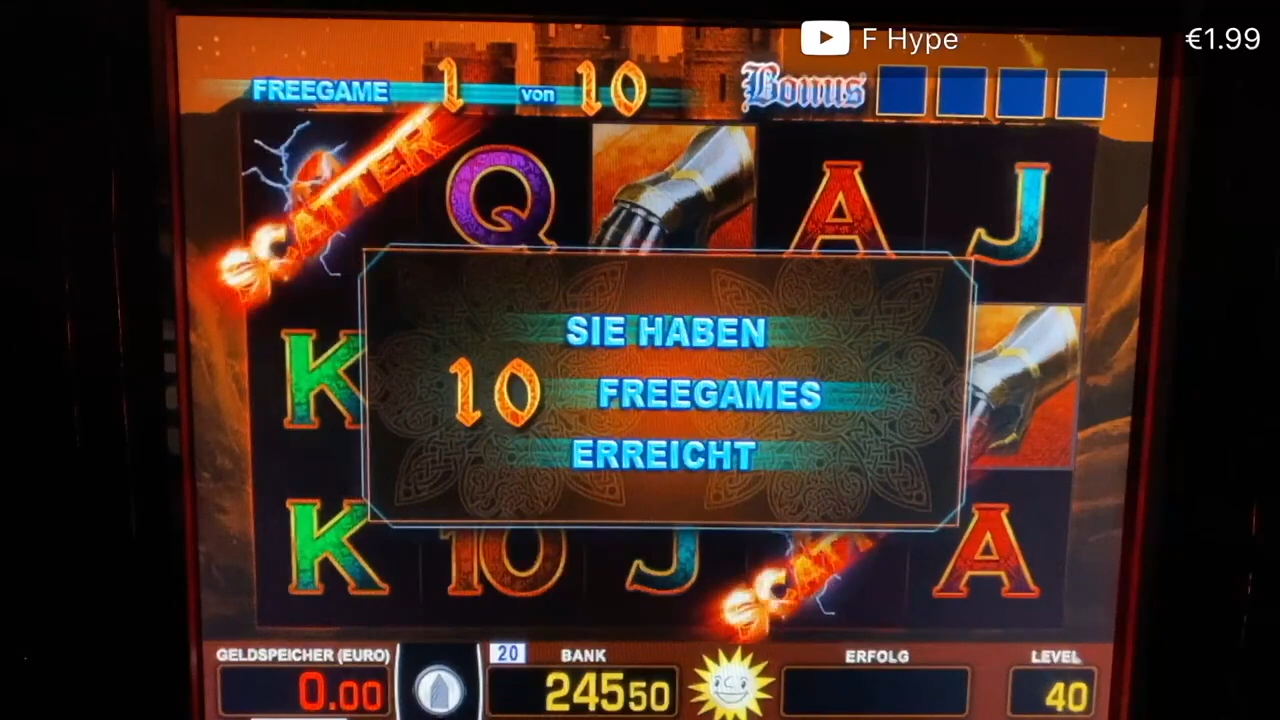 F Hype
€1.99
FREEGAME 1 von 10
Bonus
SCATTER Q A J
SIE HABEN
10 FREEGAMES
ERREICHT
K
K 10 J A
GELDSPEICHER (EURO)
20
BANK
ERFOLG
LEVEL
0.00
24550
40